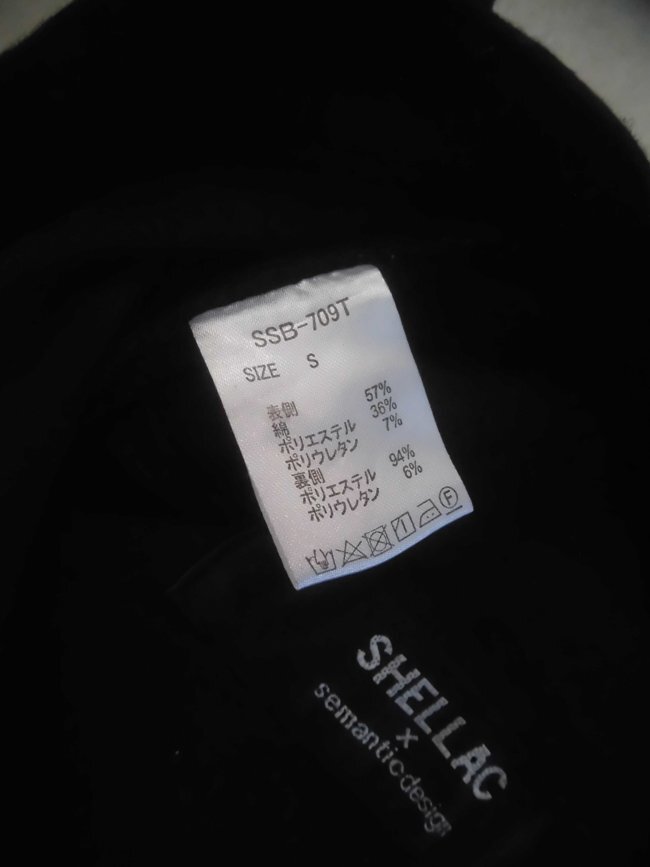 SSB-709T
SIZE S
表側
綿 57%
ポリエステル 36%
ポリウレタン 7%
裏側
ポリエステル 94%
ポリウレタン 6%
F
SHELLAC
×
semantic design